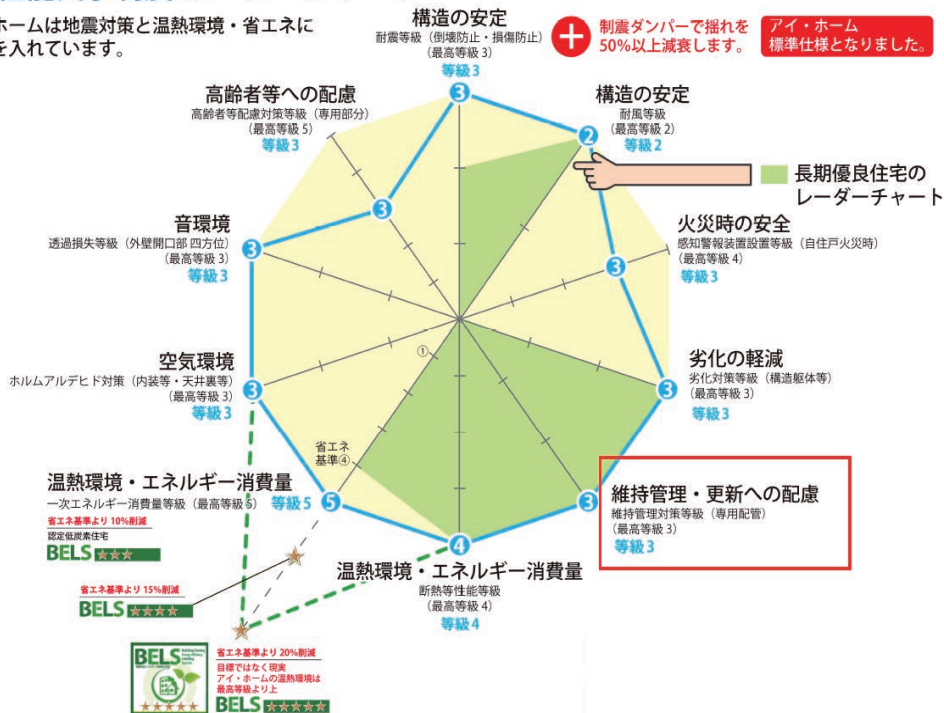 ホームは地震対策と温熱環境・省エネに
を入れています。
構造の安定
耐震等級（倒壊防止・損傷防止）
（最高等級 3）
等級3
3
制震ダンパーで揺れを
50%以上減衰します。
アイ・ホーム
標準仕様となりました。
構造の安定
耐風等級
（最高等級 2）
等級2
2
長期優良住宅の
レーダーチャート
火災時の安全
感知警報装置設置等級（自住戸火災時）
（最高等級 4）
等級3
3
劣化の軽減
劣化対策等級（構造躯体等）
（最高等級 3）
等級3
3
維持管理・更新への配慮
維持管理対策等級（専用配管）
（最高等級 3）
等級3
3
温熱環境・エネルギー消費量
断熱等性能等級
（最高等級 4）
等級4
4
高齢者等への配慮
高齢者等配慮対策等級（専用部分）
（最高等級 5）
等級3
3
音環境
透過損失等級（外壁開口部 四方位）
（最高等級 3）
等級3
3
空気環境
ホルムアルデヒド対策（内装等・天井裏等）
（最高等級 3）
等級3
3
①
省エネ
基準④
温熱環境・エネルギー消費量
一次エネルギー消費量等級（最高等級 5） 等級5
5
省エネ基準より 10%削減
認定低炭素住宅
BELS
省エネ基準より 15%削減
BELS
BELS
省エネ基準より 20%削減
目標ではなく現実
アイ・ホームの温熱環境は
最高等級より上
BELS